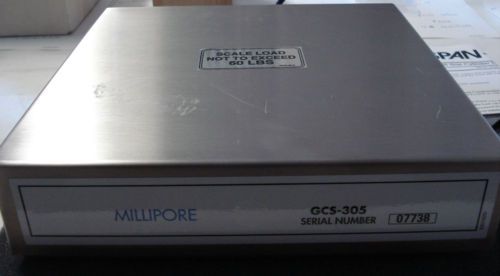 SCALE LOAD
NOT TO EXCEED
60 LBS
PAN
MILLIPORE
GCS-305
SERIAL NUMBER 07738